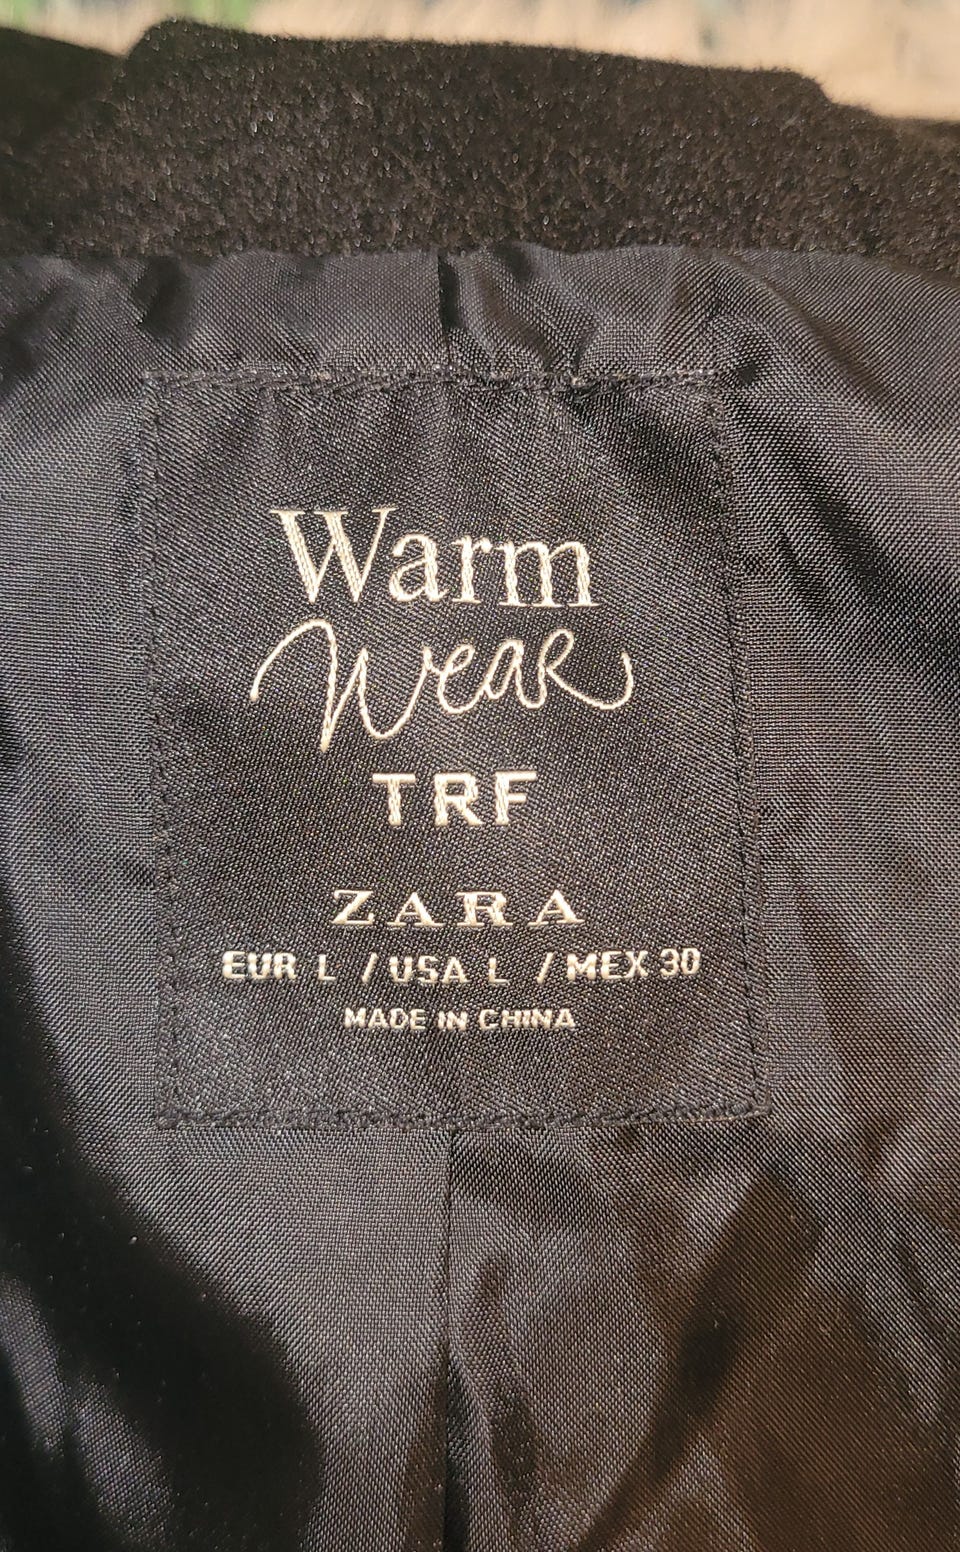 Warm
Wear
TRF
ZARA
EUR L / USA L / MEX 30
MADE IN CHINA